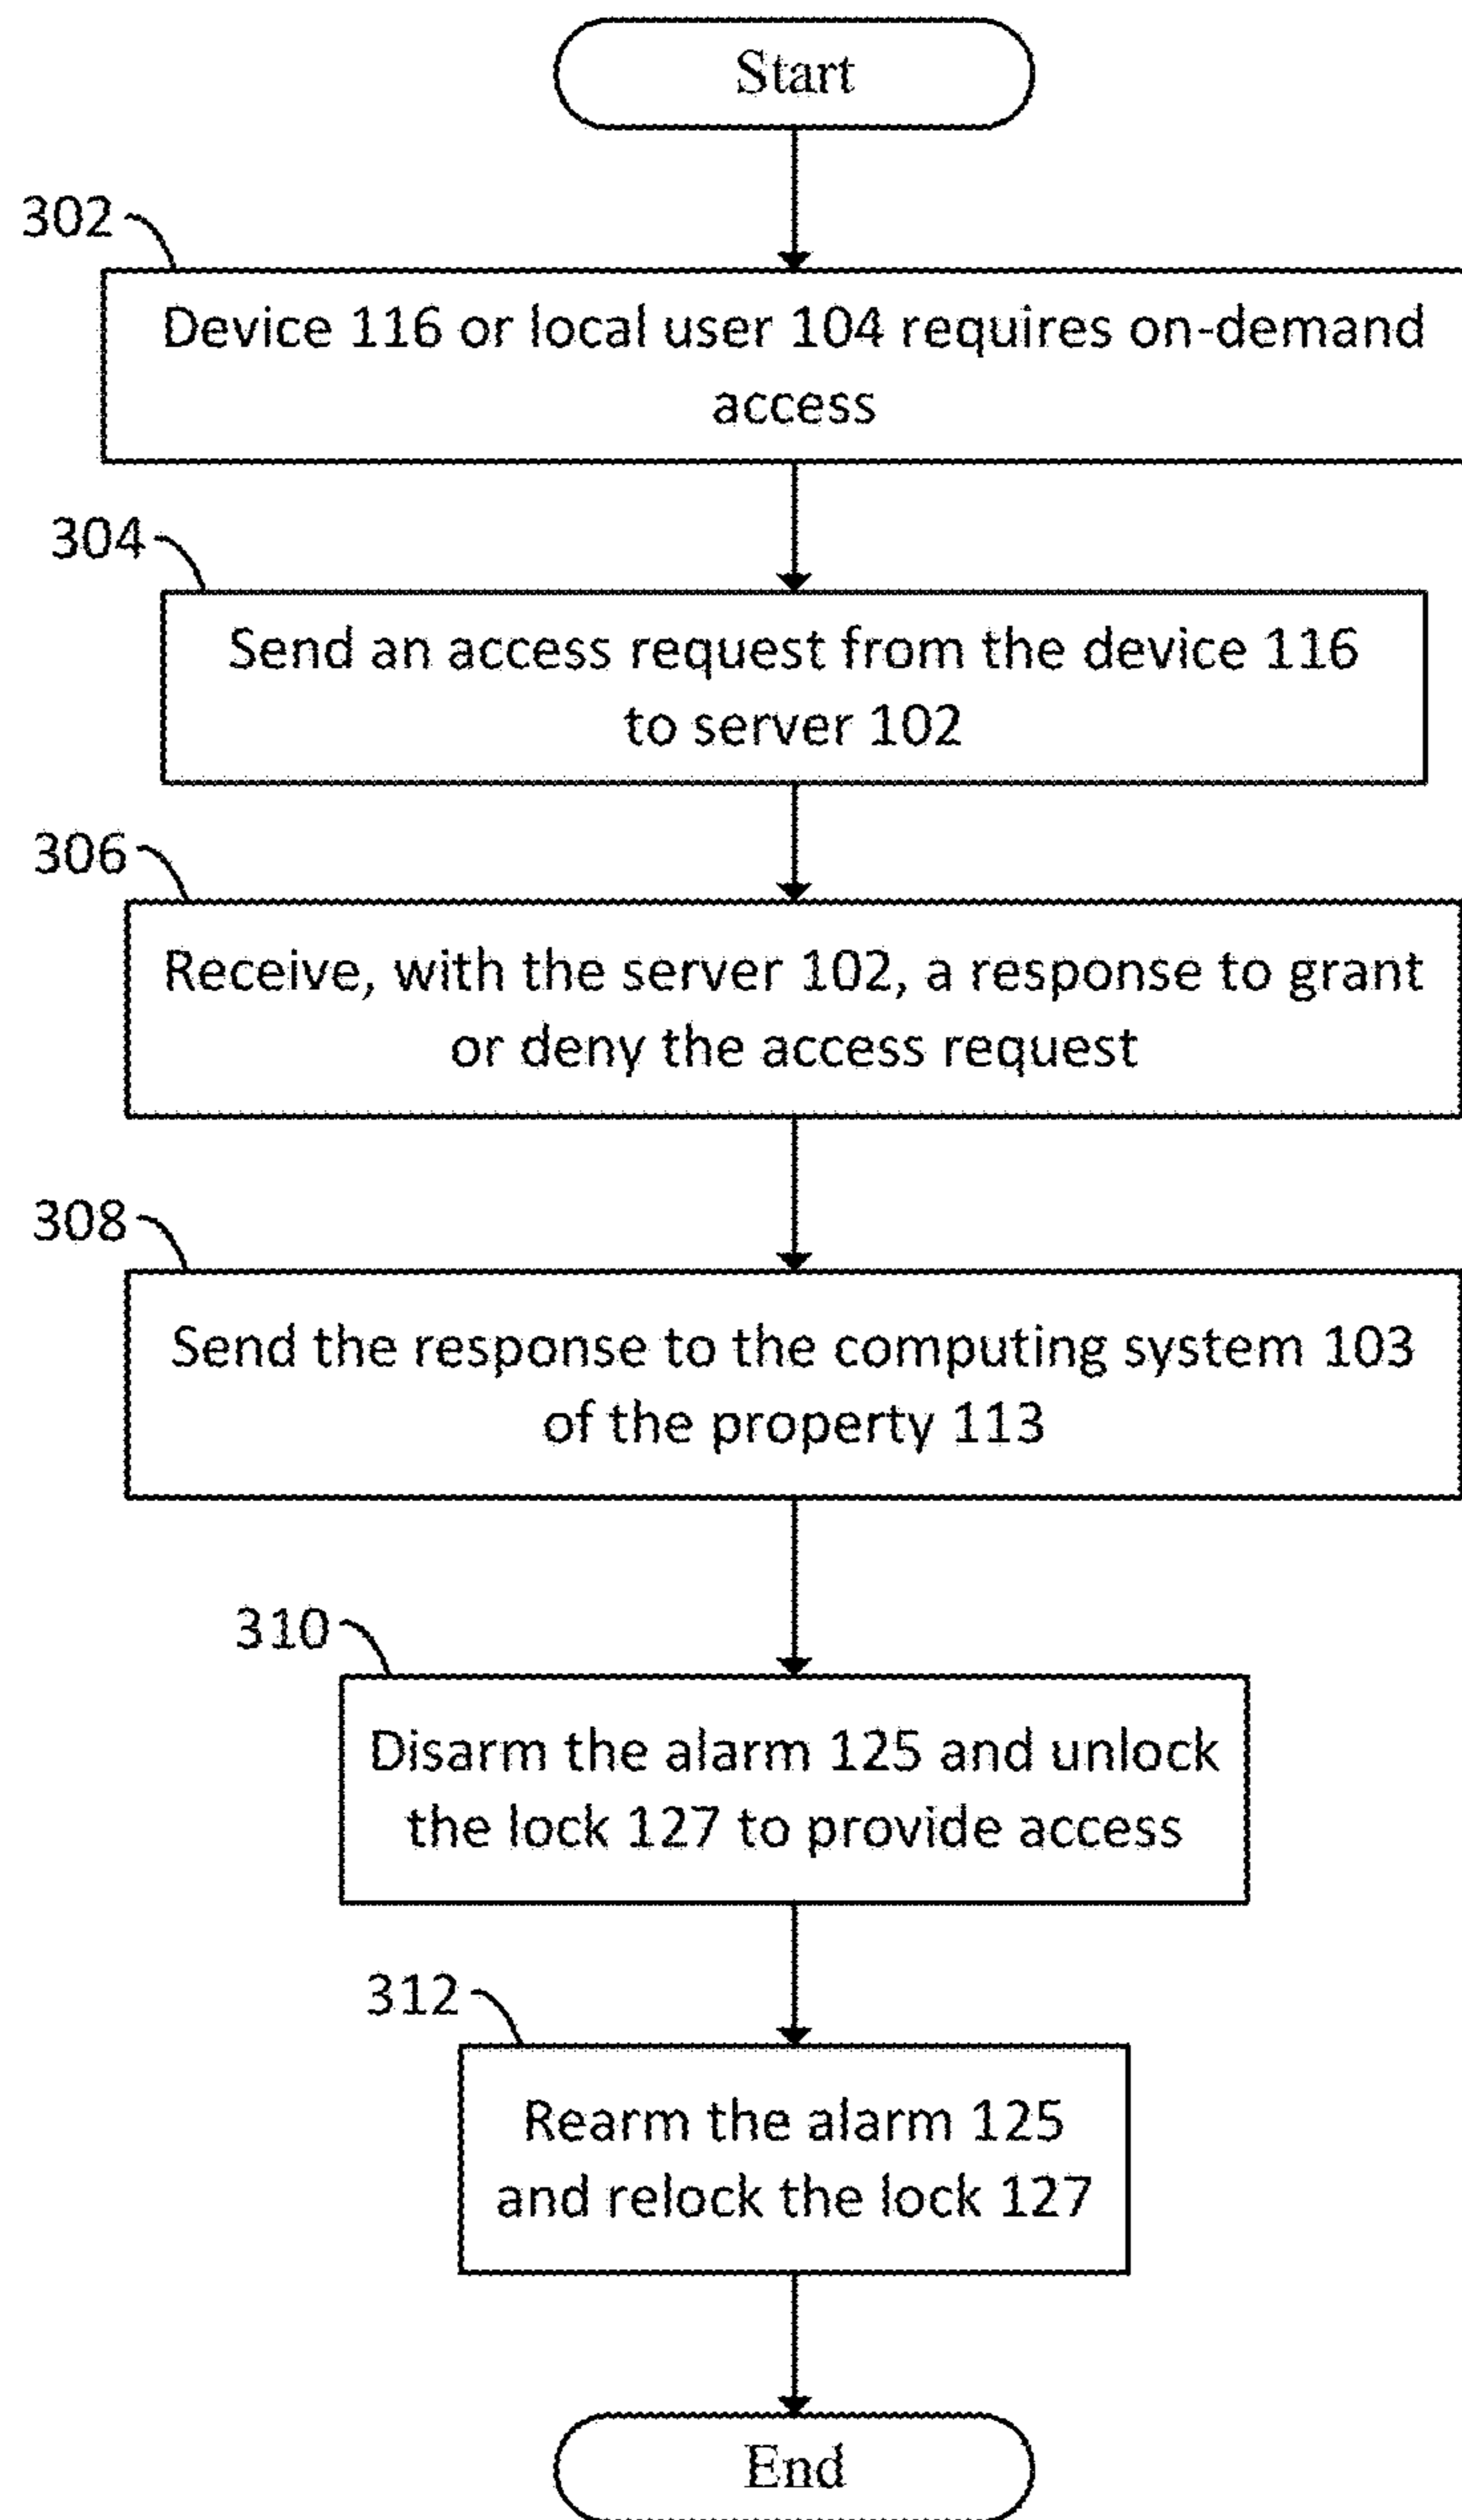 Start
302
Device 116 or local user 104 requires on-demand
access
304
Send an access request from the device 116
to server 102
306
Receive, with the server 102, a response to grant
or deny the access request
308
Send the response to the computing system 103
of the property 113
310
Disarm the alarm 125 and unlock
the lock 127 to provide access
312
Rearm the alarm 125
and relock the lock 127
End